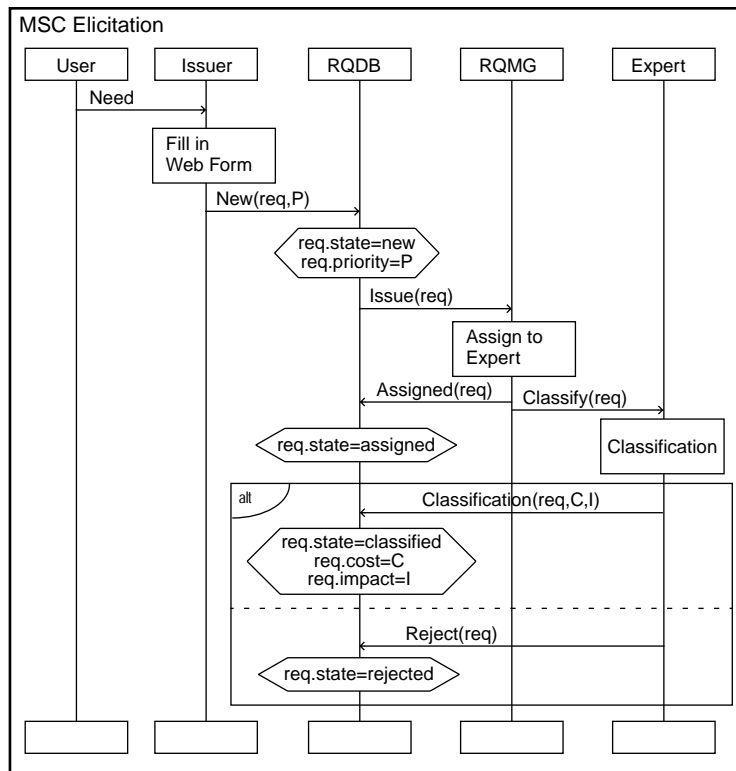 MSC Elicitation
User
Issuer
RQDB
RQMG
Expert
Need
Fill in
Web Form
New(req,P)
req.state=new
req.priority=P
Issue(req)
Assign to
Expert
Assigned(req)
Classify(req)
req.state=assigned
Classification
alt
Classification(req,C,I)
req.state=classified
req.cost=C
req.impact=I
Reject(req)
req.state=rejected